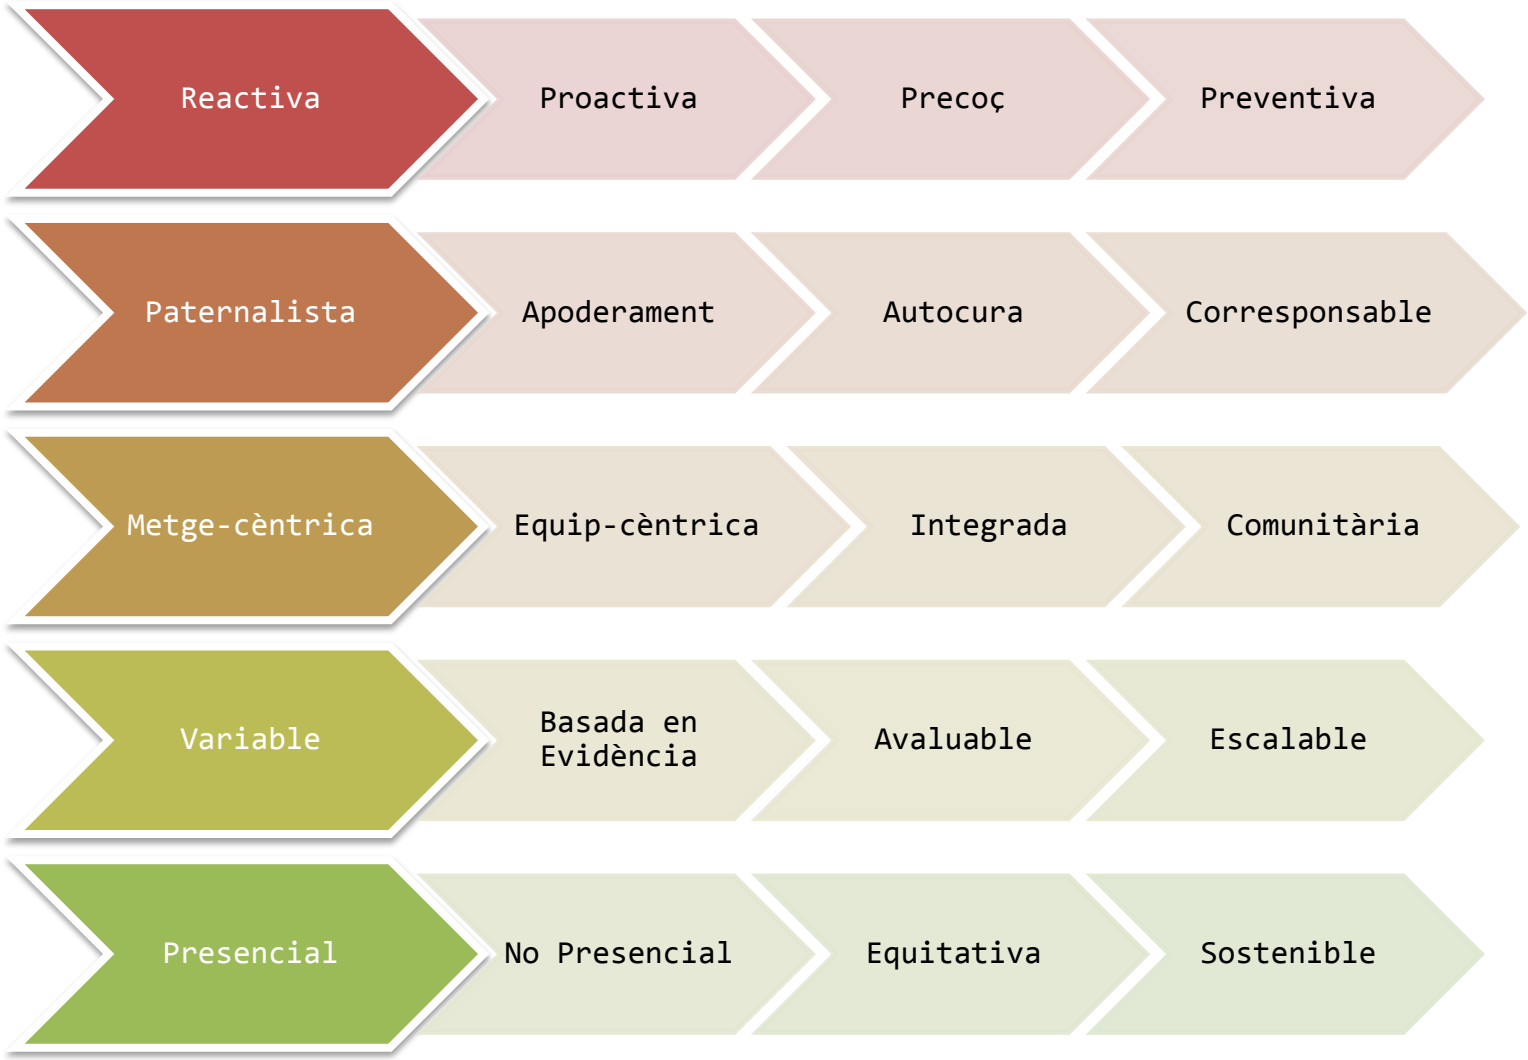 Reactiva
Proactiva
Precoç
Preventiva
Paternalista
Apoderament
Autocura
Corresponsable
Metge-cèntrica
Equip-cèntrica
Integrada
Comunitària
Variable
Basada en
Evidència
Avaluable
Escalable
Presencial
No Presencial
Equitativa
Sostenible